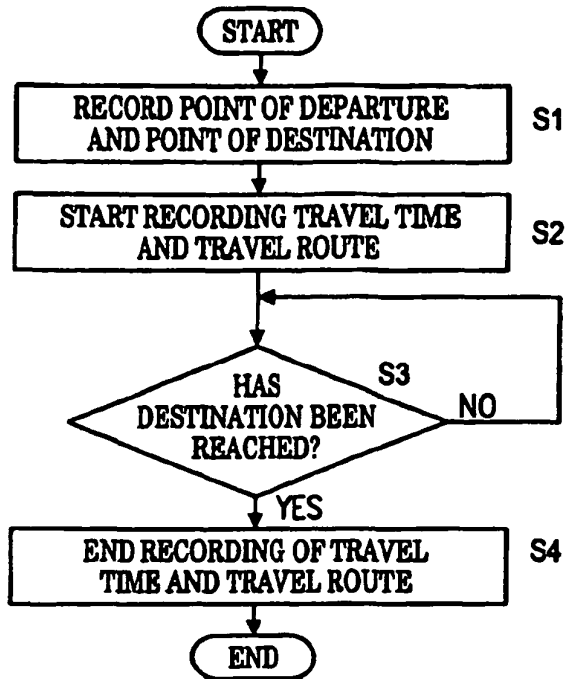 START
RECORD POINT OF DEPARTURE
AND POINT OF DESTINATION
S1
START RECORDING TRAVEL TIME
AND TRAVEL ROUTE
S2
S3
HAS
DESTINATION BEEN
REACHED?
NO
YES
END RECORDING OF TRAVEL
TIME AND TRAVEL ROUTE
S4
END